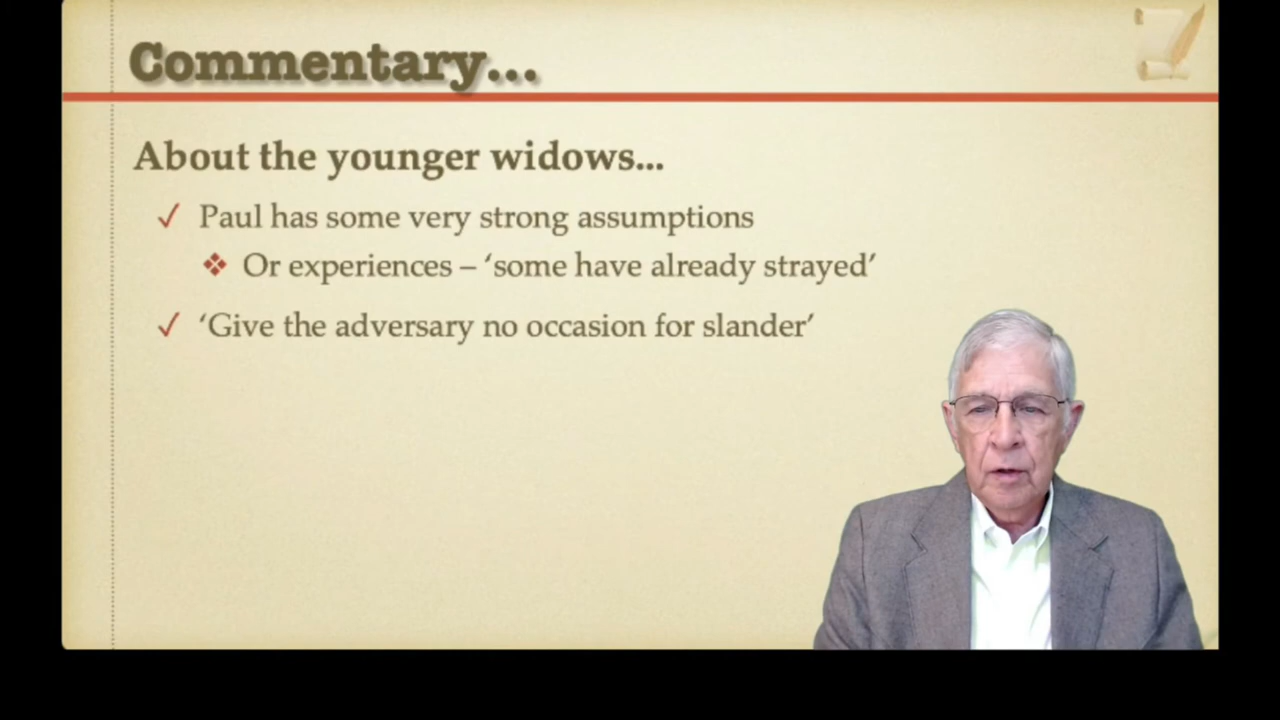 Commentary...
About the younger widows...
✓ Paul has some very strong assumptions
❖ Or experiences – ‘some have already strayed’
✓ ‘Give the adversary no occasion for slander’